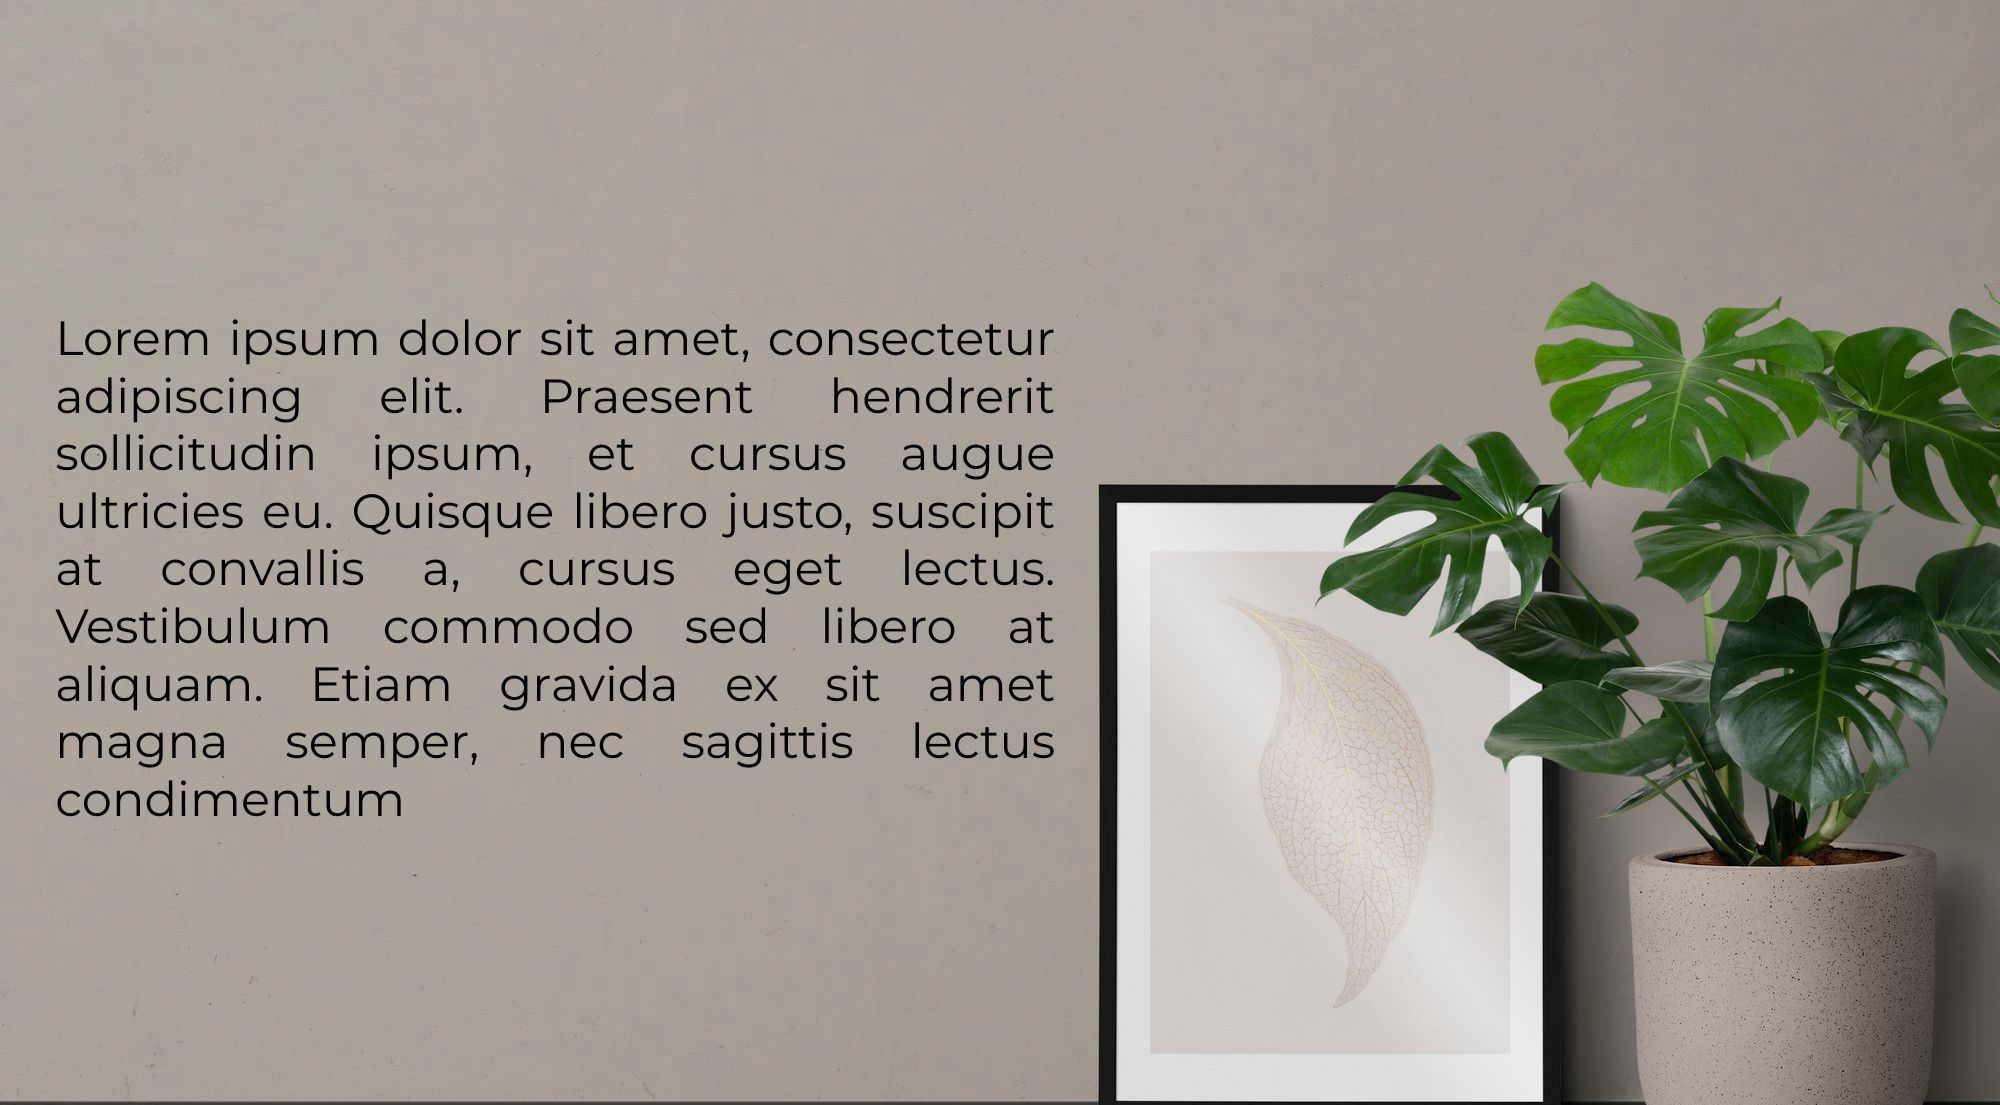 Lorem ipsum dolor sit amet, consectetur
adipiscing elit. Praesent hendrerit
sollicitudin ipsum, et cursus augue
ultricies eu. Quisque libero justo, suscipit
at convallis a, cursus eget lectus.
Vestibulum commodo sed libero at
aliquam. Etiam gravida ex sit amet
magna semper, nec sagittis lectus
condimentum